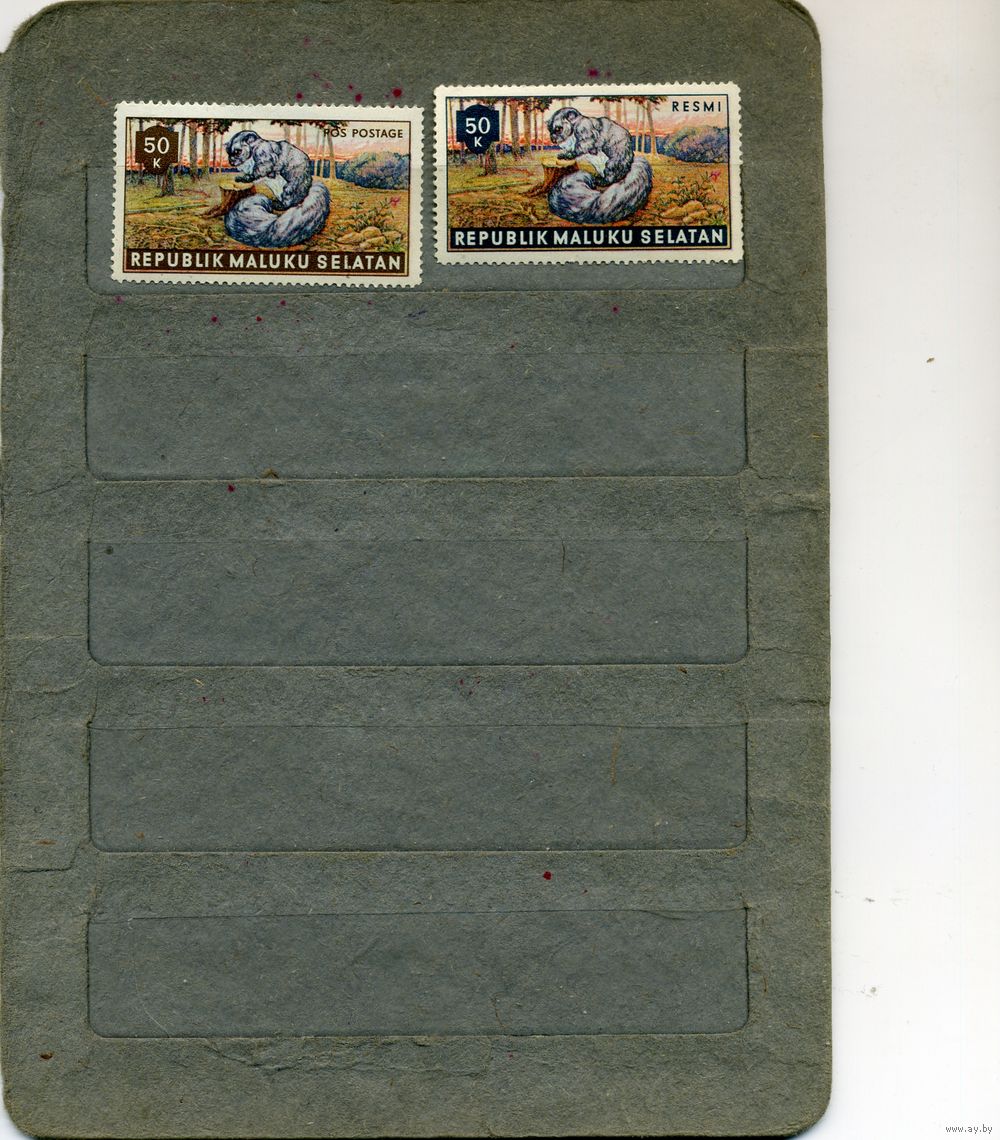 50
K
POS POSTAGE
REPUBLIK MALUKU SELATAN
50
K
RESMI
REPUBLIK MALUKU SELATAN
www.ay.by